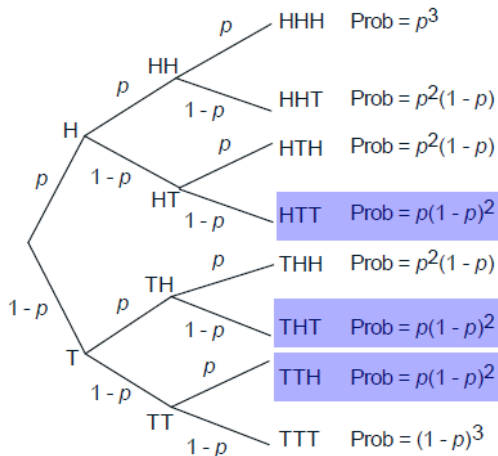 p HHH Prob = p³
HH
p 1 - p HHT Prob = p²(1 - p)
H p HTH Prob = p²(1 - p)
p 1 - p HT
1 - p HTT Prob = p(1 - p)²
p THH Prob = p²(1 - p)
TH
1 - p p 1 - p THT Prob = p(1 - p)²
T p TTH Prob = p(1 - p)²
1 - p
TT
1 - p TTT Prob = (1 - p)³